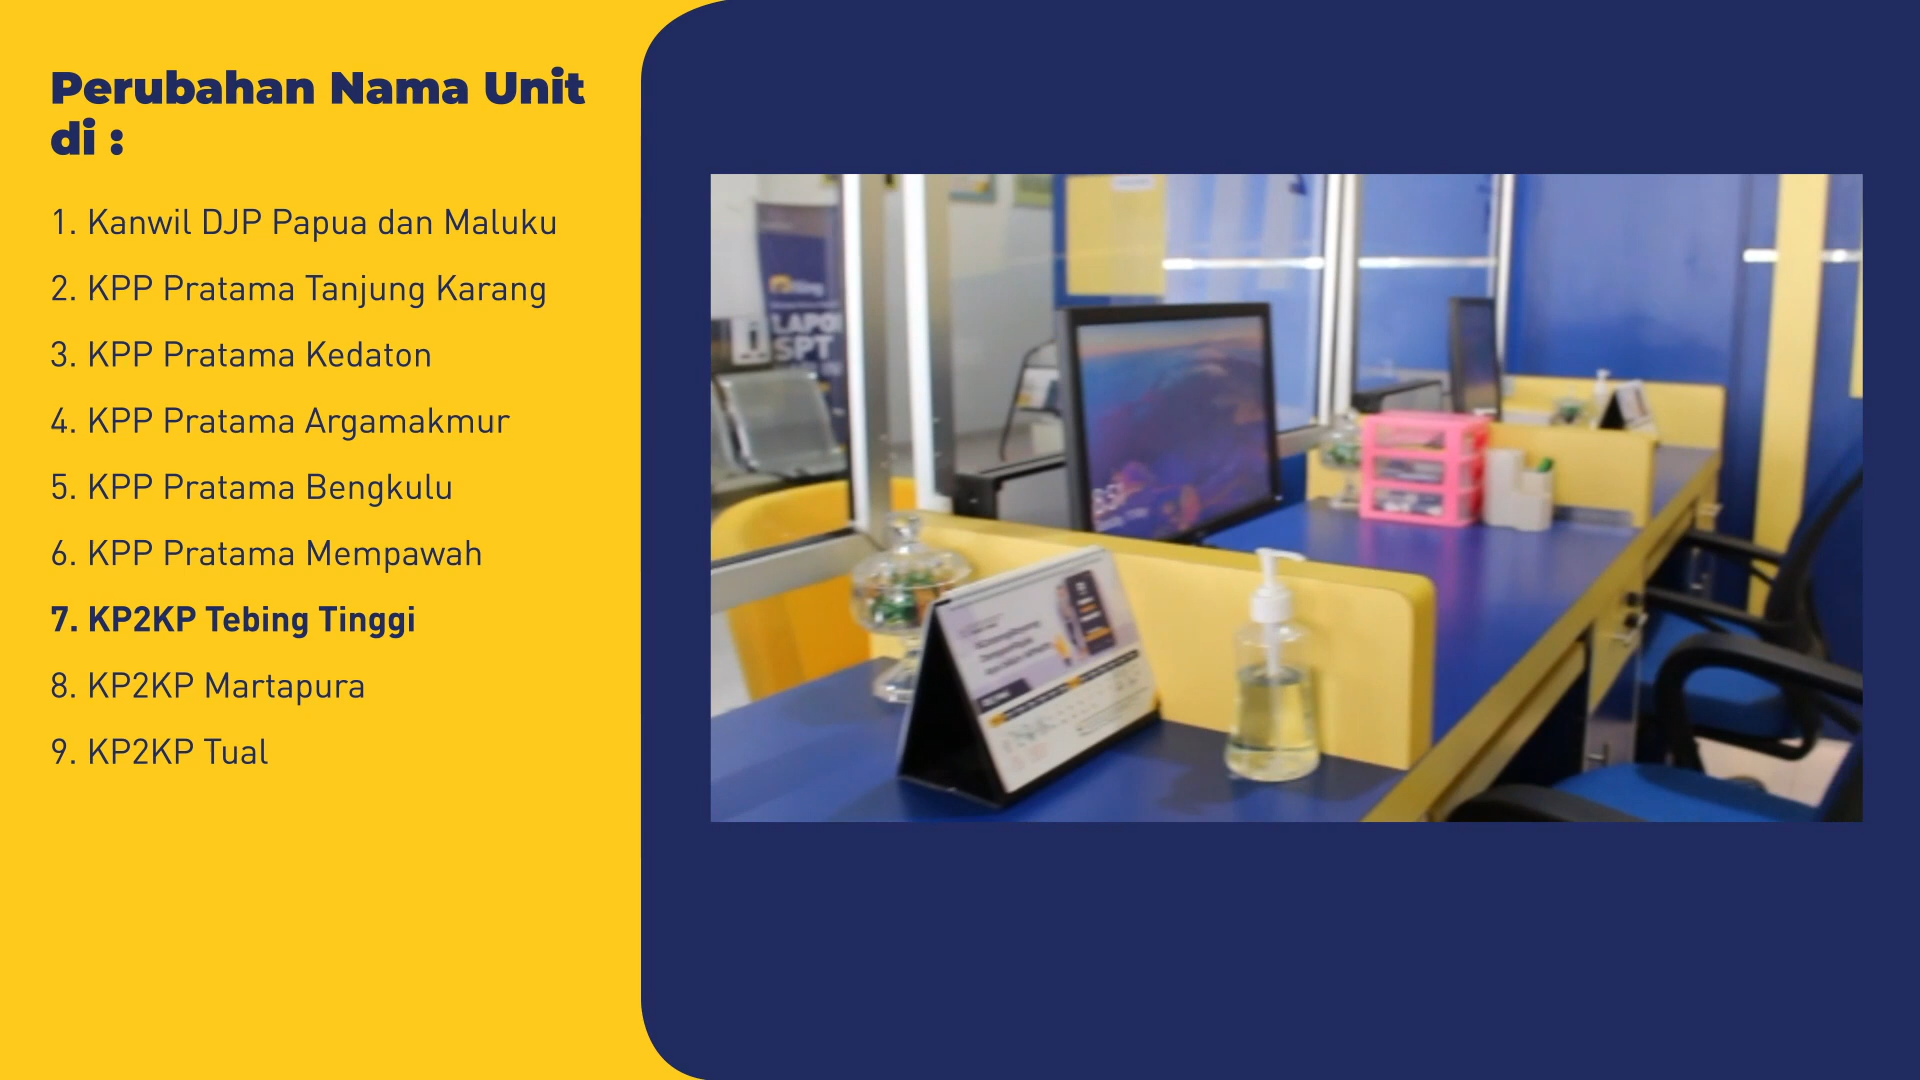 Perubahan Nama Unit
di :
1. Kanwil DJP Papua dan Maluku
2. KPP Pratama Tanjung Karang
3. KPP Pratama Kedaton
4. KPP Pratama Argamakmur
5. KPP Pratama Bengkulu
6. KPP Pratama Mempawah
7. KP2KP Tebing Tinggi
8. KP2KP Martapura
9. KP2KP Tual
SPT